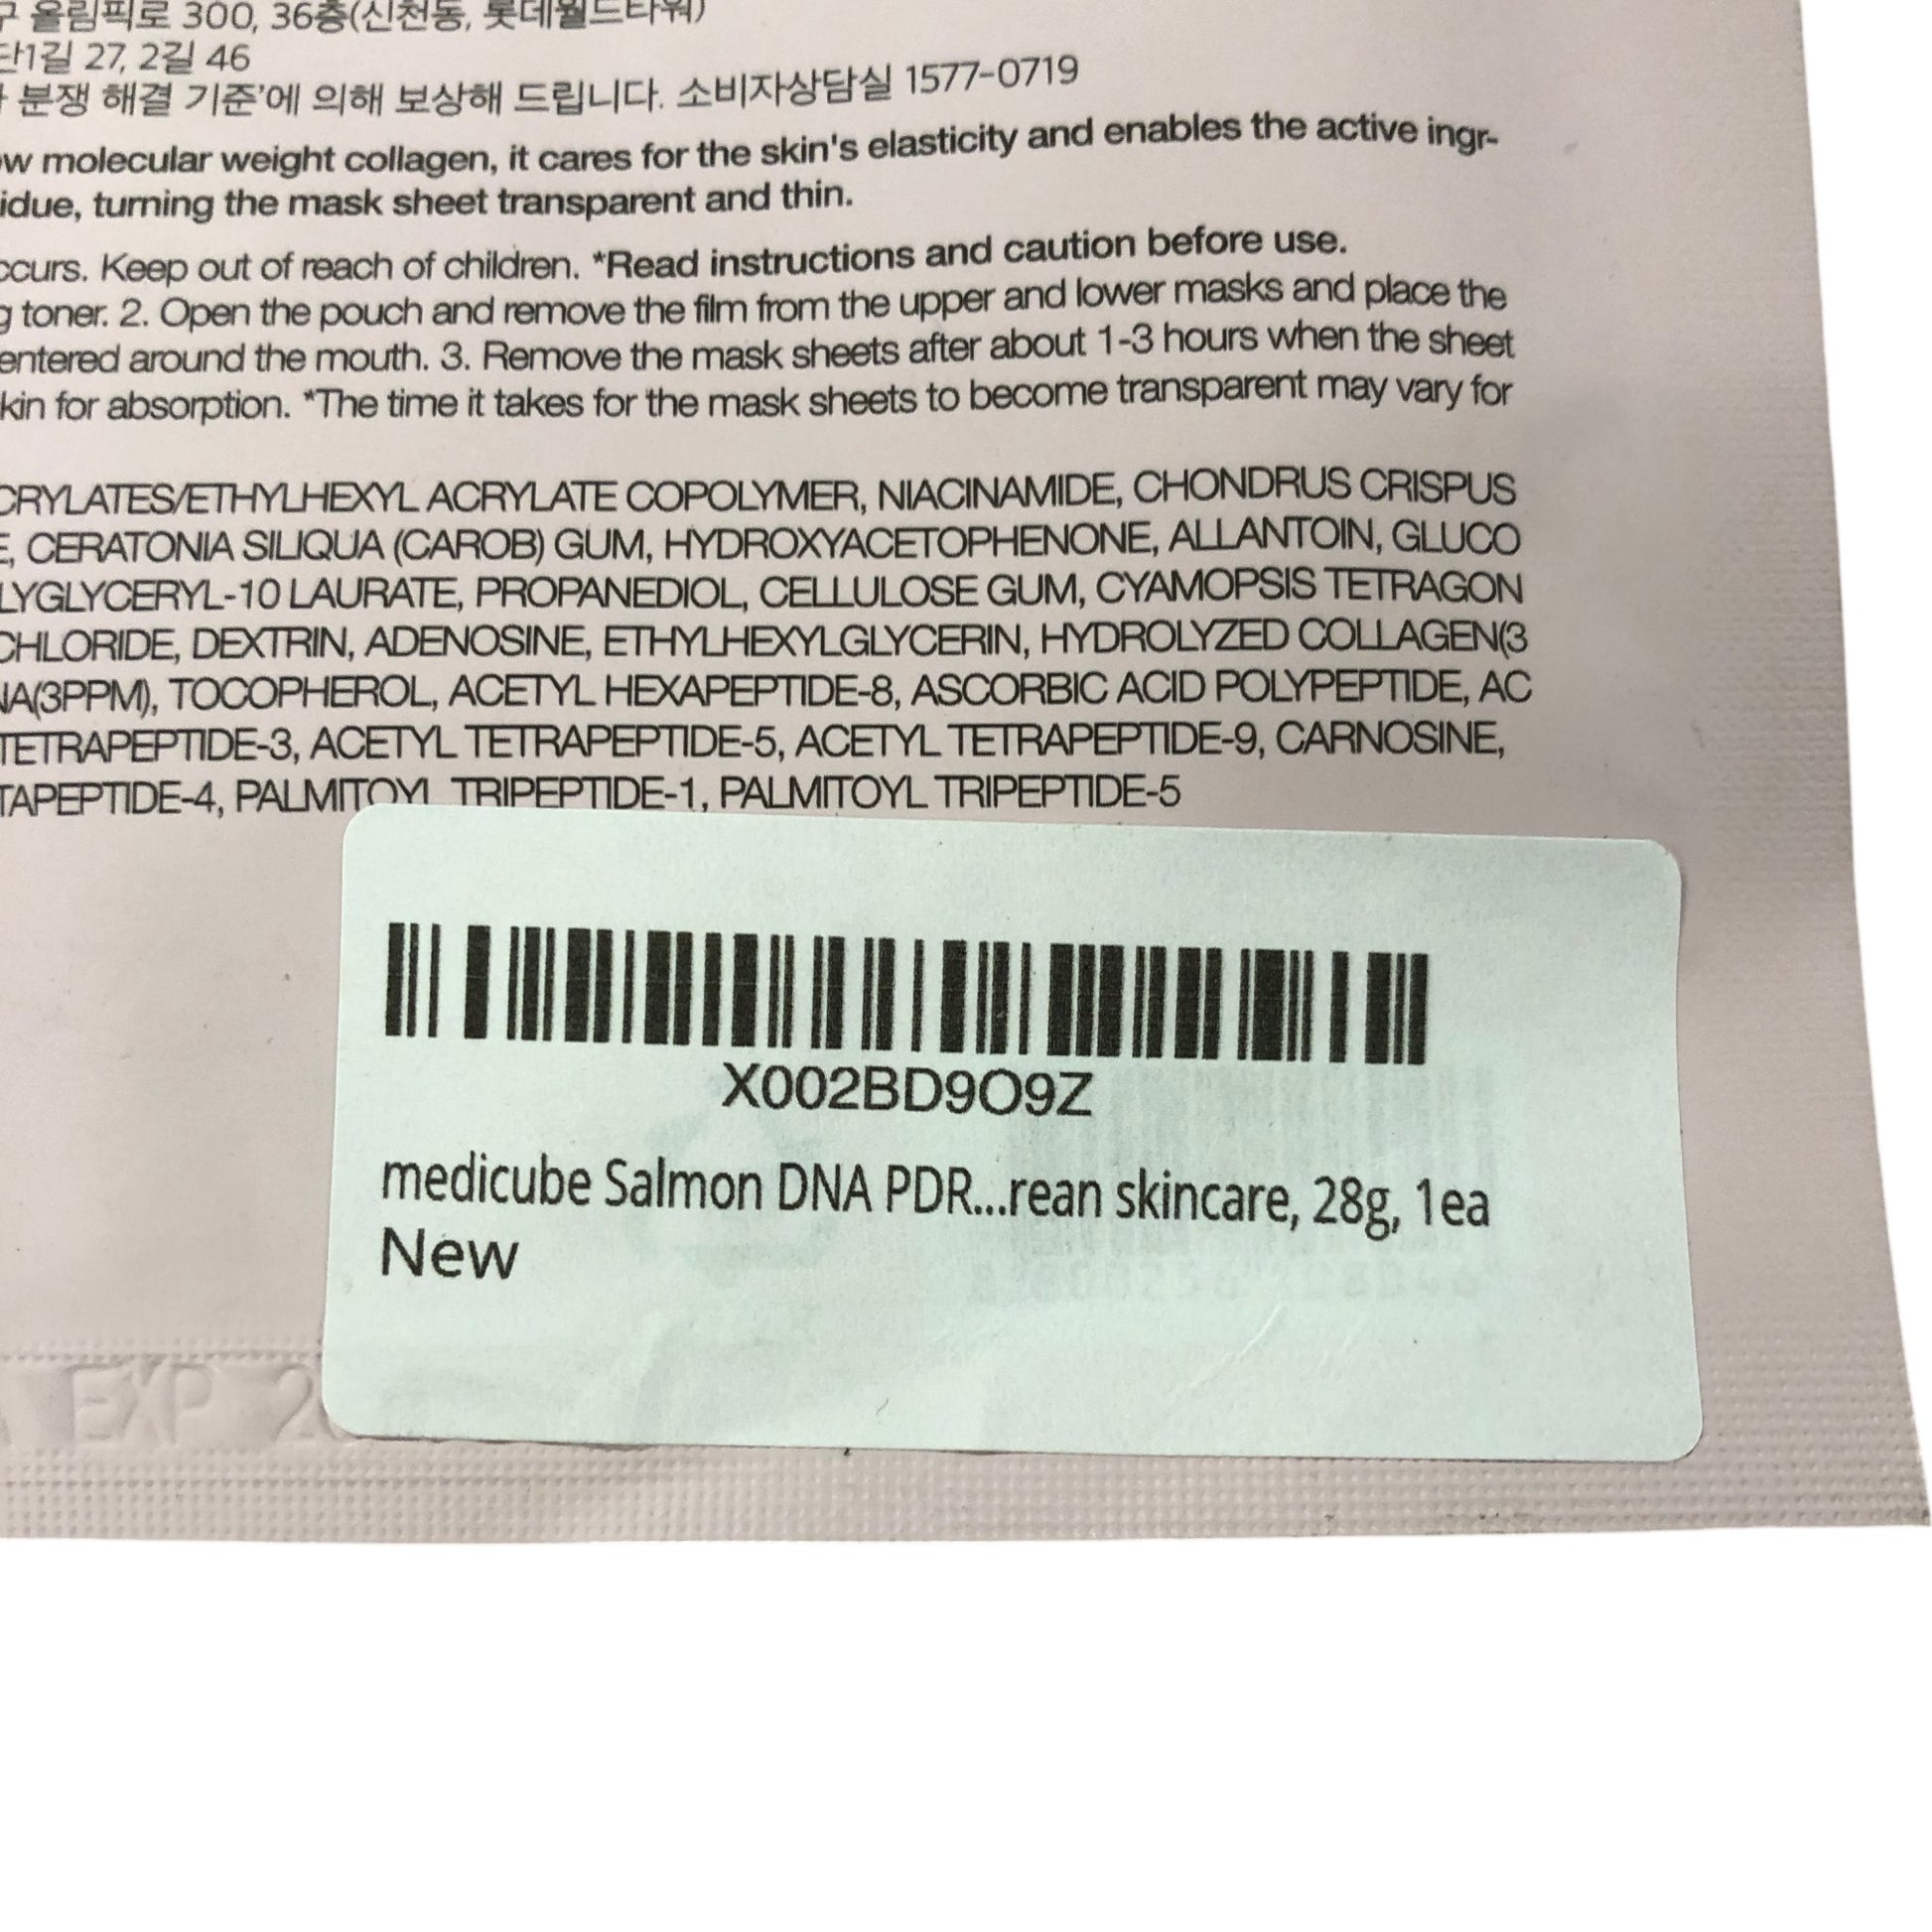 구 올림픽로 300, 36층(신천동, 롯데월드타워)
단1길 27, 2길 46
분쟁 해결 기준'에 의해 보상해 드립니다. 소비자상담실 1577-0719
ow molecular weight collagen, it cares for the skin's elasticity and enables the active ingr-
idue, turning the mask sheet transparent and thin.
ccurs. Keep out of reach of children. *Read instructions and caution before use.
g toner. 2. Open the pouch and remove the film from the upper and lower masks and place the
entered around the mouth. 3. Remove the mask sheets after about 1-3 hours when the sheet
kin for absorption. *The time it takes for the mask sheets to become transparent may vary for
CRYLATES/ETHYLHEXYL ACRYLATE COPOLYMER, NIACINAMIDE, CHONDRUS CRISPUS
E, CERATONIA SILIQUA (CAROB) GUM, HYDROXYACETOPHENONE, ALLANTOIN, GLUCO
LYGLYCERYL-10 LAURATE, PROPANEDIOL, CELLULOSE GUM, CYAMOPSIS TETRAGON
CHLORIDE, DEXTRIN, ADENOSINE, ETHYLHEXYLGLYCERIN, HYDROLYZED COLLAGEN(3
NA(3PPM), TOCOPHEROL, ACETYL HEXAPEPTIDE-8, ASCORBIC ACID POLYPEPTIDE, AC
TETRAPEPTIDE-3, ACETYL TETRAPEPTIDE-5, ACETYL TETRAPEPTIDE-9, CARNOSINE,
TAPEPTIDE-4, PALMITOYL TRIPEPTIDE-1, PALMITOYL TRIPEPTIDE-5
X002BD9O9Z
medicube Salmon DNA PDR...rean skincare, 28g, 1ea
New
EXP 20